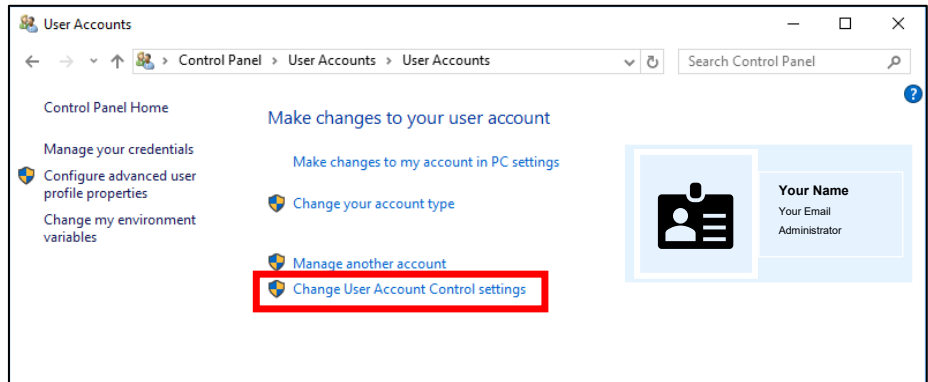 User Accounts
Control Panel > User Accounts > User Accounts
Search Control Panel
Control Panel Home
Make changes to your user account
Manage your credentials
Configure advanced user
profile properties
Change my environment
variables
Make changes to my account in PC settings
Change your account type
Manage another account
Change User Account Control settings
Your Name
Your Email
Administrator